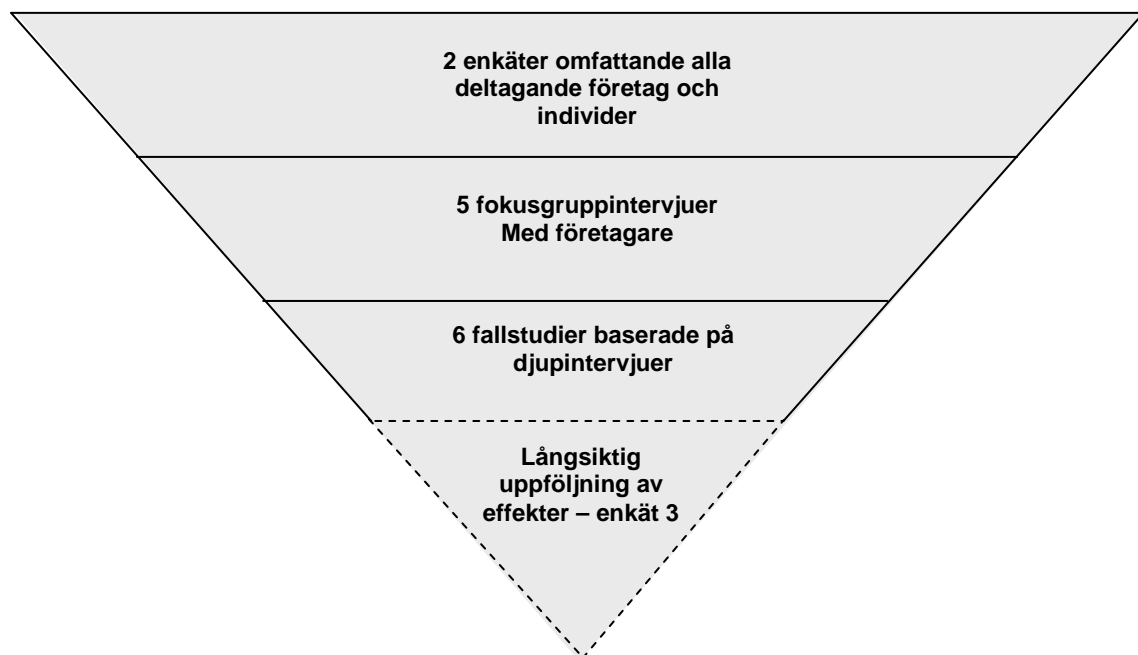 2 enkäter omfattande alla
deltagande företag och
individer
5 fokusgruppintervjuer
Med företagare
6 fallstudier baserade på
djupintervjuer
Långsiktig
uppföljning av
effekter – enkät 3